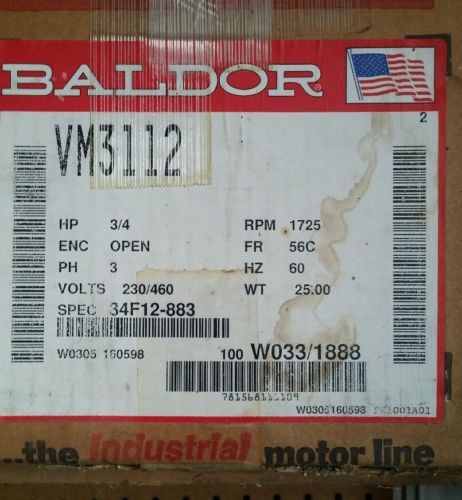 BALDOR®
2
VM3112
HP 3/4 RPM 1725
ENC OPEN FR 56C
PH 3 HZ 60
VOLTS 230/460 WT 25.00
SPEC 34F12-883
W0305 160598 100 W033/1888
781568111109
W0305160598
...the Industrial motor line